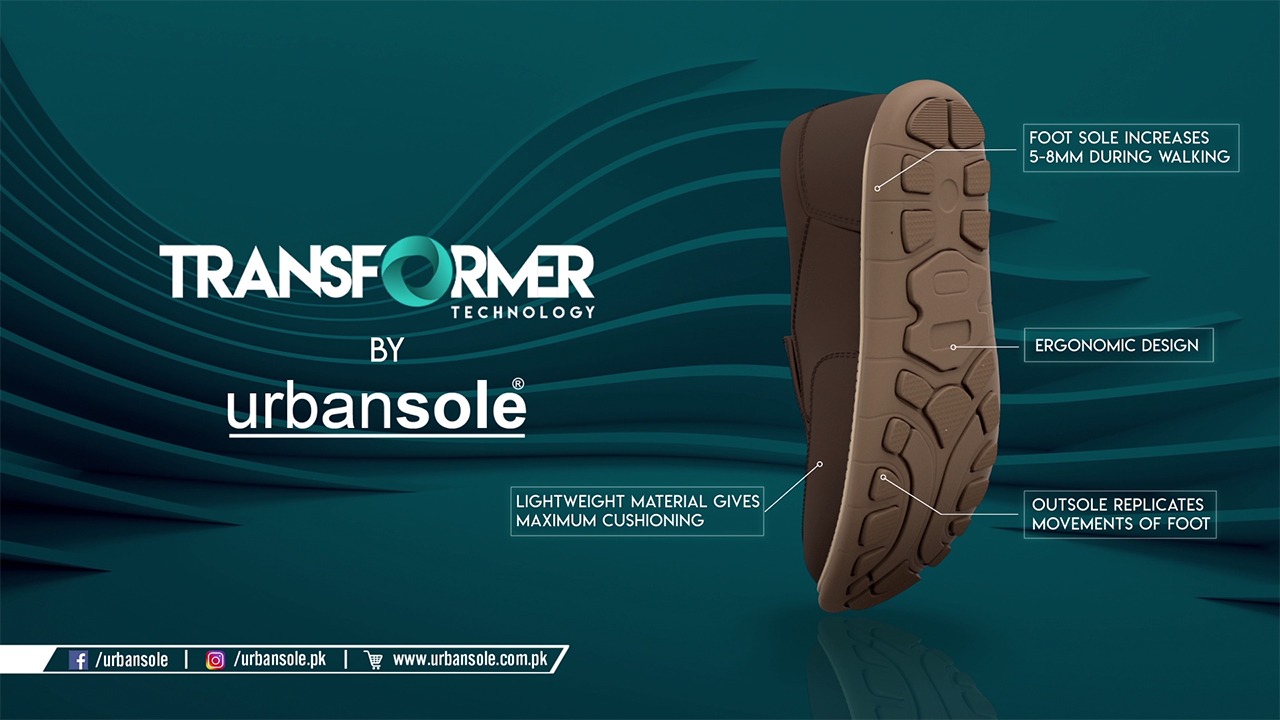 TRANSFORMER
TECHNOLOGY
BY
urbansole®
FOOT SOLE INCREASES
5-8MM DURING WALKING
ERGONOMIC DESIGN
LIGHTWEIGHT MATERIAL GIVES
MAXIMUM CUSHIONING
OUTSOLE REPLICATES
MOVEMENTS OF FOOT
/urbansole | /urbansole.pk | www.urbansole.com.pk